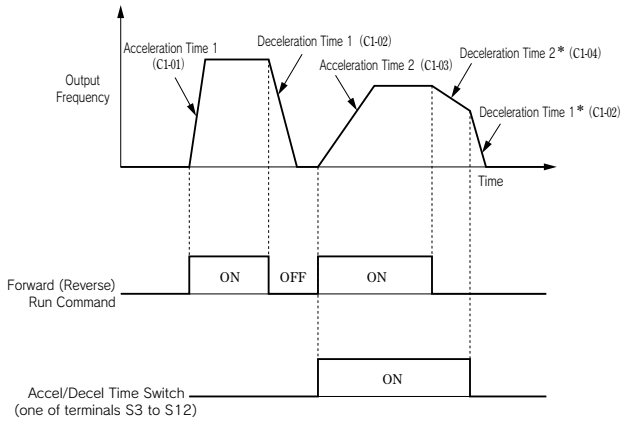 Acceleration Time 1
(C1-01)
Deceleration Time 1 (C1-02)
Acceleration Time 2 (C1-03)
Deceleration Time 2* (C1-04)
Deceleration Time 1* (C1-02)
Output
Frequency
Time
ON
OFF
ON
Forward (Reverse)
Run Command
ON
Accel/Decel Time Switch
(one of terminals S3 to S12)